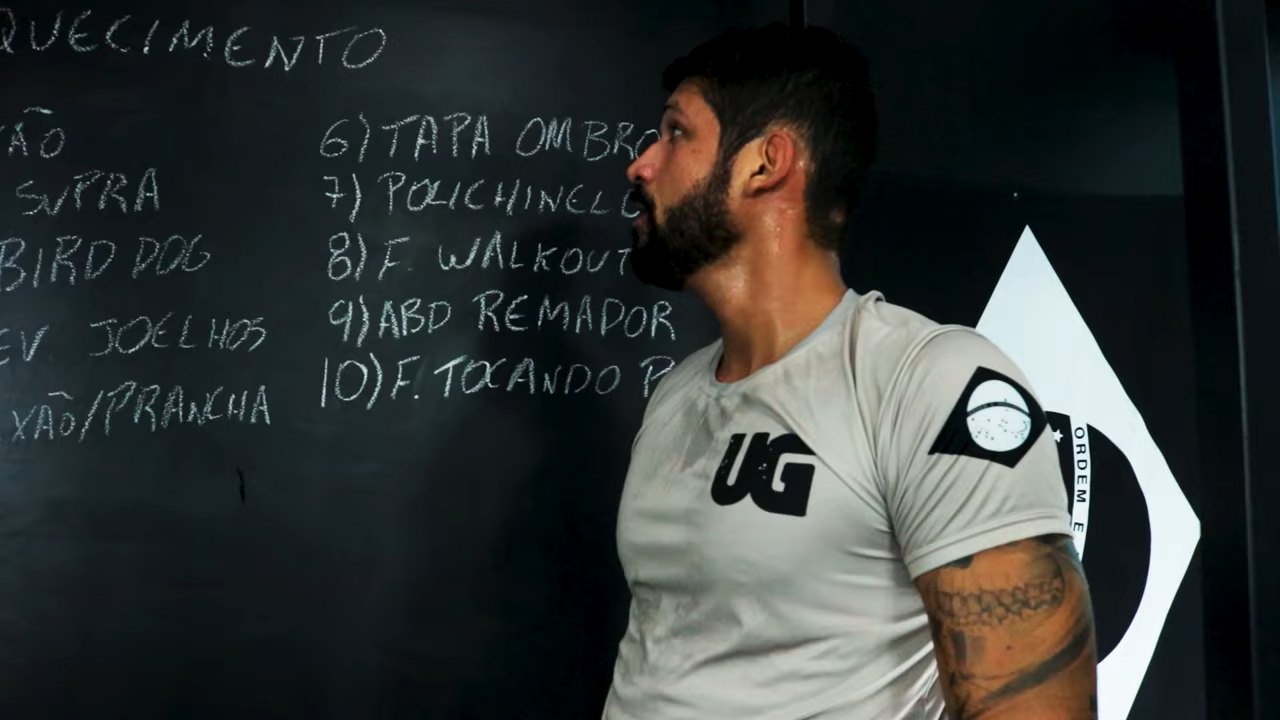 QUECIMENTO
ÃO
SUPRA
BIRD DOG
EV. JOELHOS
XÃO/PRANCHA
6) TAPA OMBRO
7) POLICHINELO
8) F. WALKOUT
9) ABD REMADOR
10) F. TOCANDO P
UG
ORDEM E